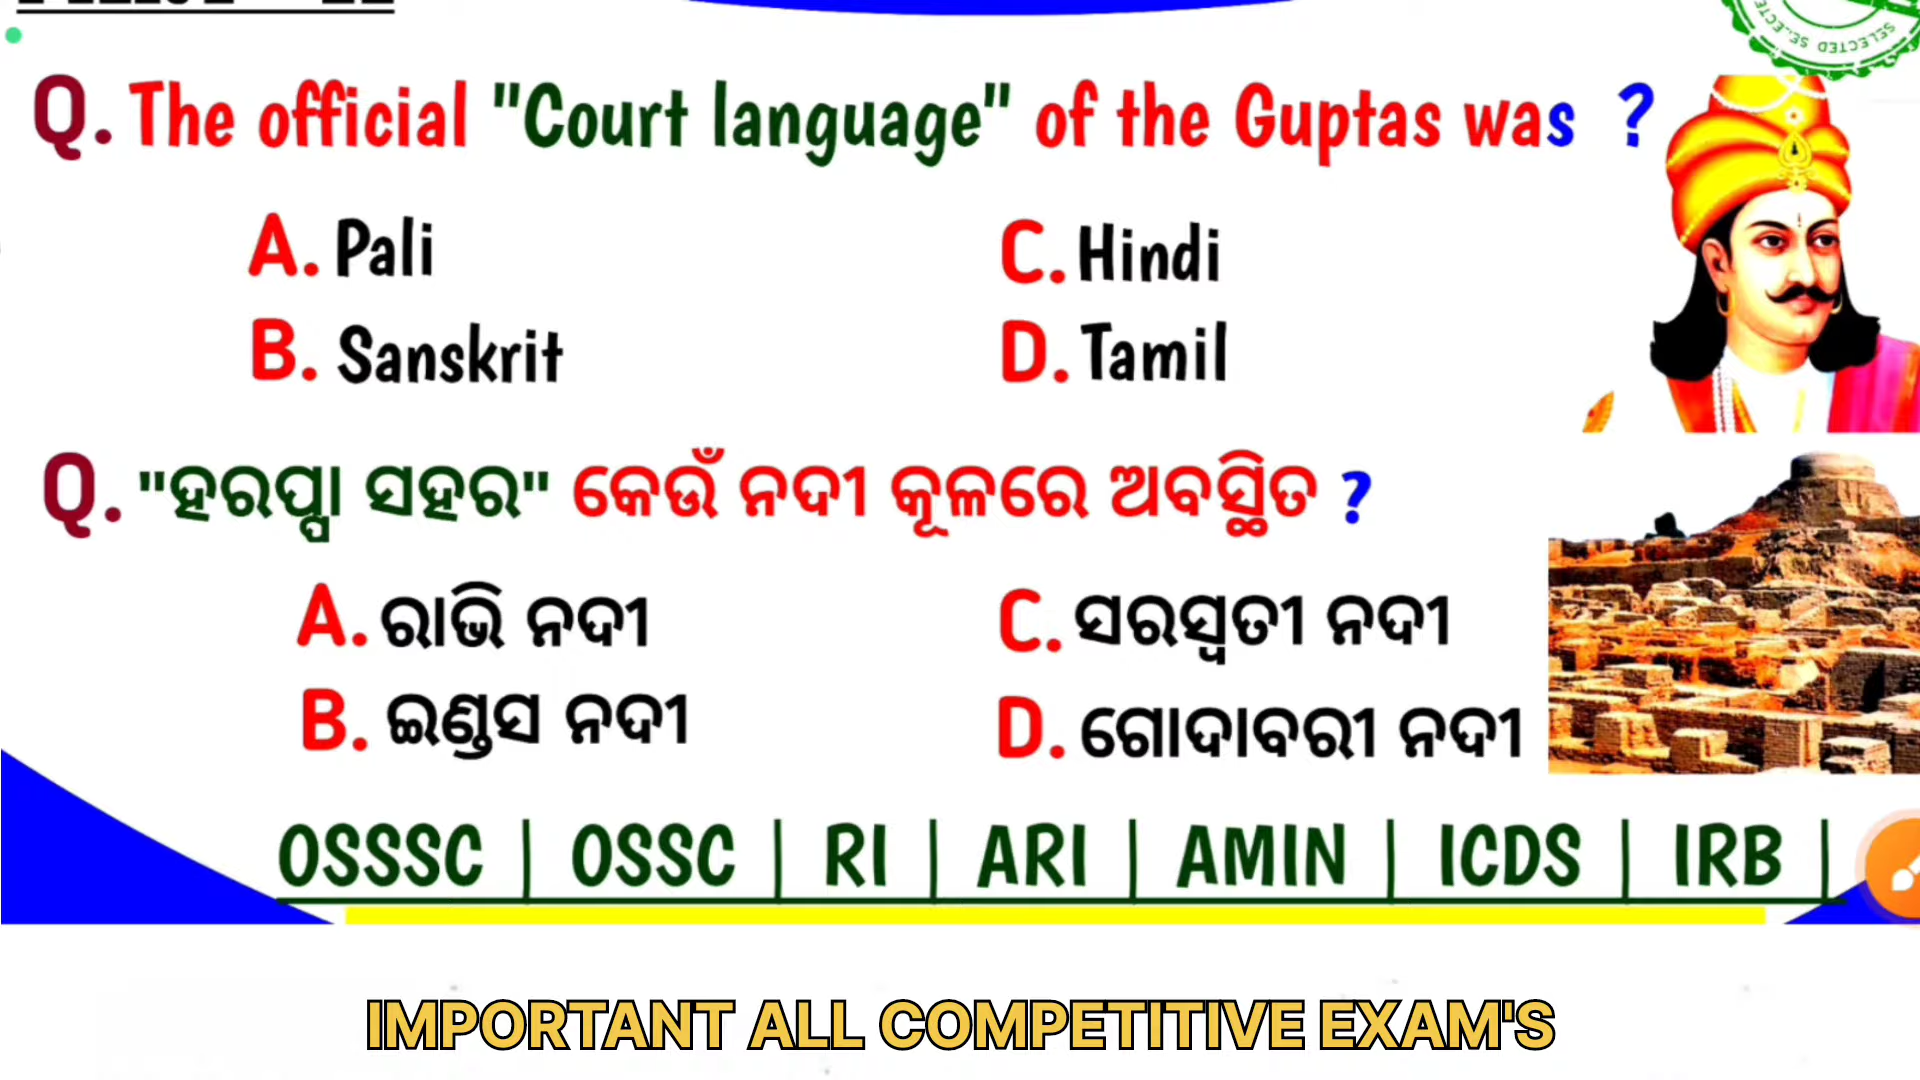 Q. The official "Court language" of the Guptas was ?
A. Pali
C. Hindi
B. Sanskrit
D. Tamil
Q. "ହରପ୍ପା ସହର" କେଉଁ ନଦୀ କୂଳରେ ଅବସ୍ଥିତ ?
A. ରାଭି ନଦୀ
C. ସରସ୍ୱତୀ ନଦୀ
B. ଇଣ୍ଡସ ନଦୀ
D. ଗୋଦାବରୀ ନଦୀ
OSSSC | OSSC | RI | ARI | AMIN | ICDS | IRB |
IMPORTANT ALL COMPETITIVE EXAM'S